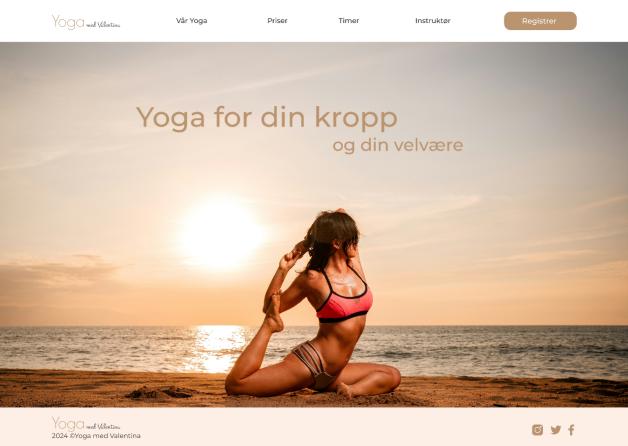 Yoga med Valentina
Vår Yoga
Priser
Timer
Instruktør
Registrer
Yoga for din kropp
og din velvære
Yoga med Valentina
2024 ©Yoga med Valentina